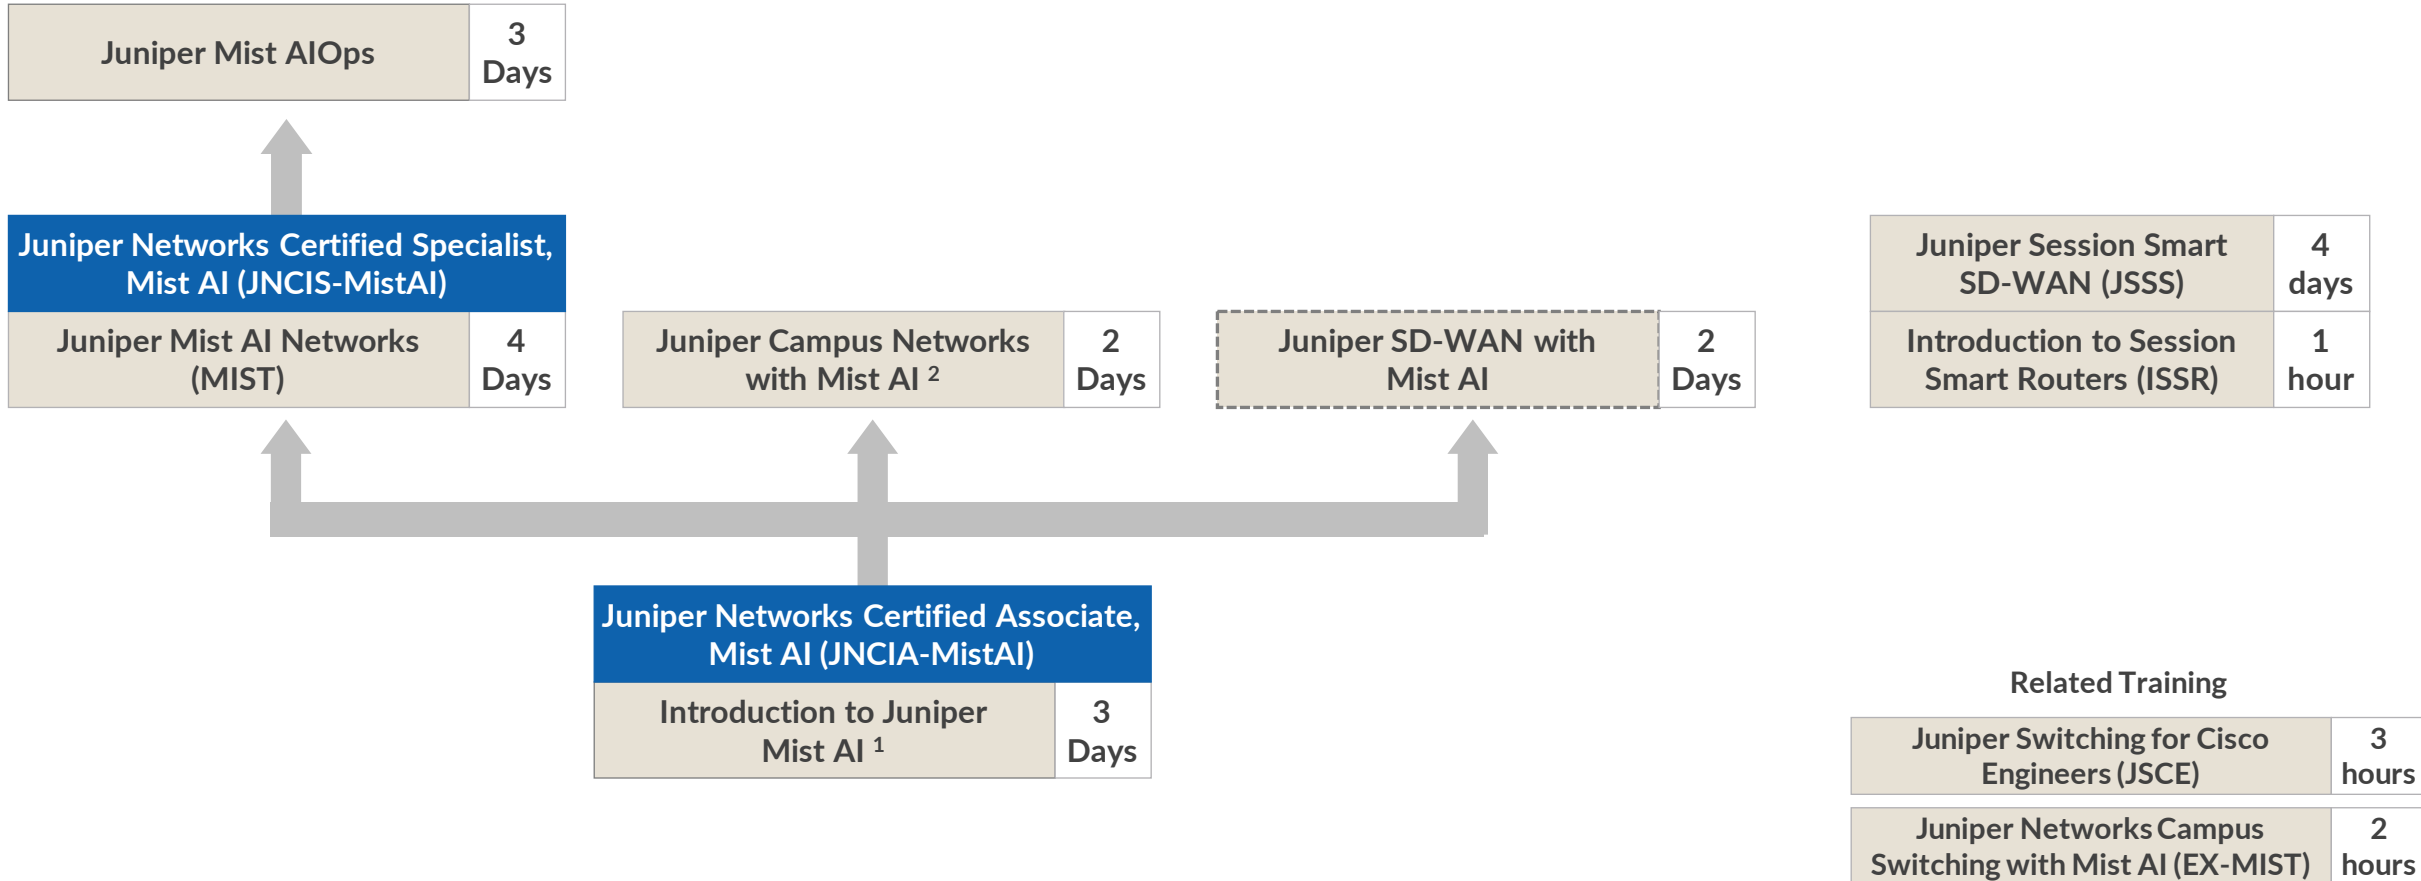 Juniper Mist AIOps
3
Days
Juniper Networks Certified Specialist,
Mist AI (JNCIS-MistAI)
Juniper Mist AI Networks
(MIST)
4
Days
Juniper Campus Networks
with Mist AI 2
2
Days
Juniper SD-WAN with
Mist AI
2
Days
Juniper Session Smart
SD-WAN (JSSS)
4
days
Introduction to Session
Smart Routers (ISSR)
1
hour
Juniper Networks Certified Associate,
Mist AI (JNCIA-MistAI)
Introduction to Juniper
Mist AI 1
3
Days
Related Training
Juniper Switching for Cisco
Engineers (JSCE)
3
hours
Juniper Networks Campus
Switching with Mist AI (EX-MIST)
2
hours